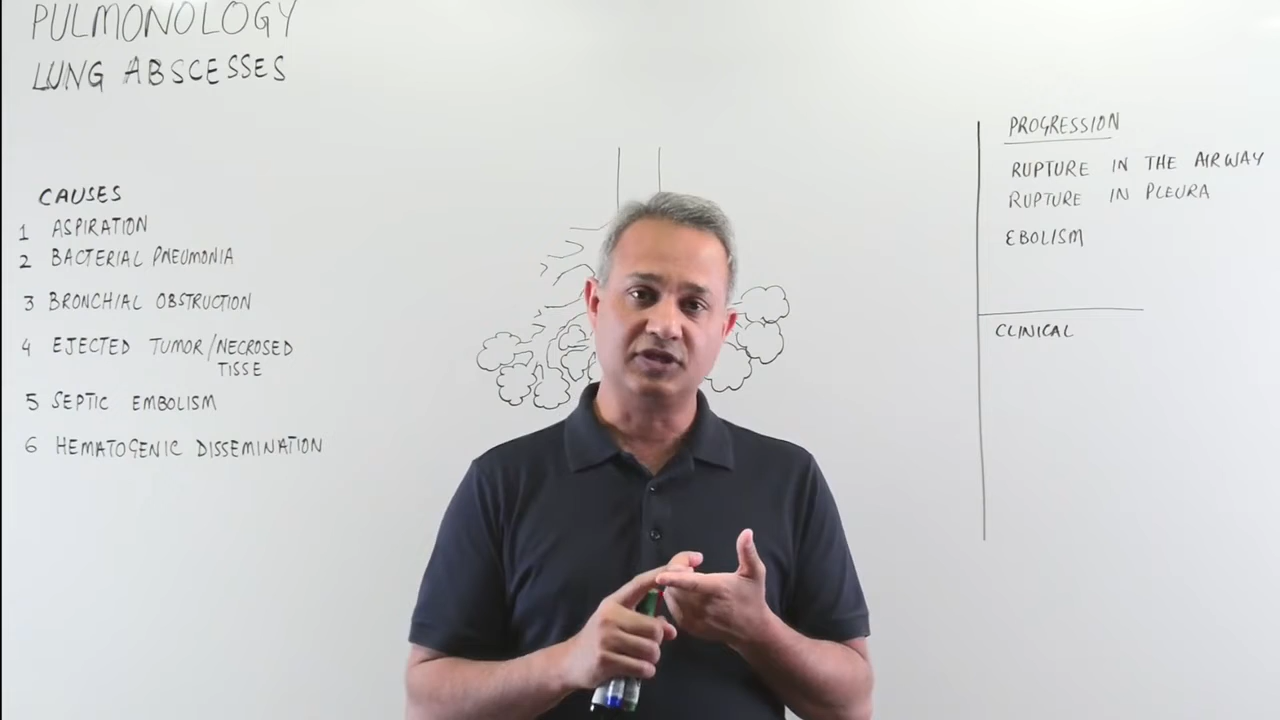 PULMONOLOGY
LUNG ABSCESSES
CAUSES
1 ASPIRATION
2 BACTERIAL PNEUMONIA
3 BRONCHIAL OBSTRUCTION
4 EJECTED TUMOR/NECROSED
TISSE
5 SEPTIC EMBOLISM
6 HEMATOGENIC DISSEMINATION
PROGRESSION
RUPTURE IN THE AIRWAY
RUPTURE IN PLEURA
EBOLISM
CLINICAL